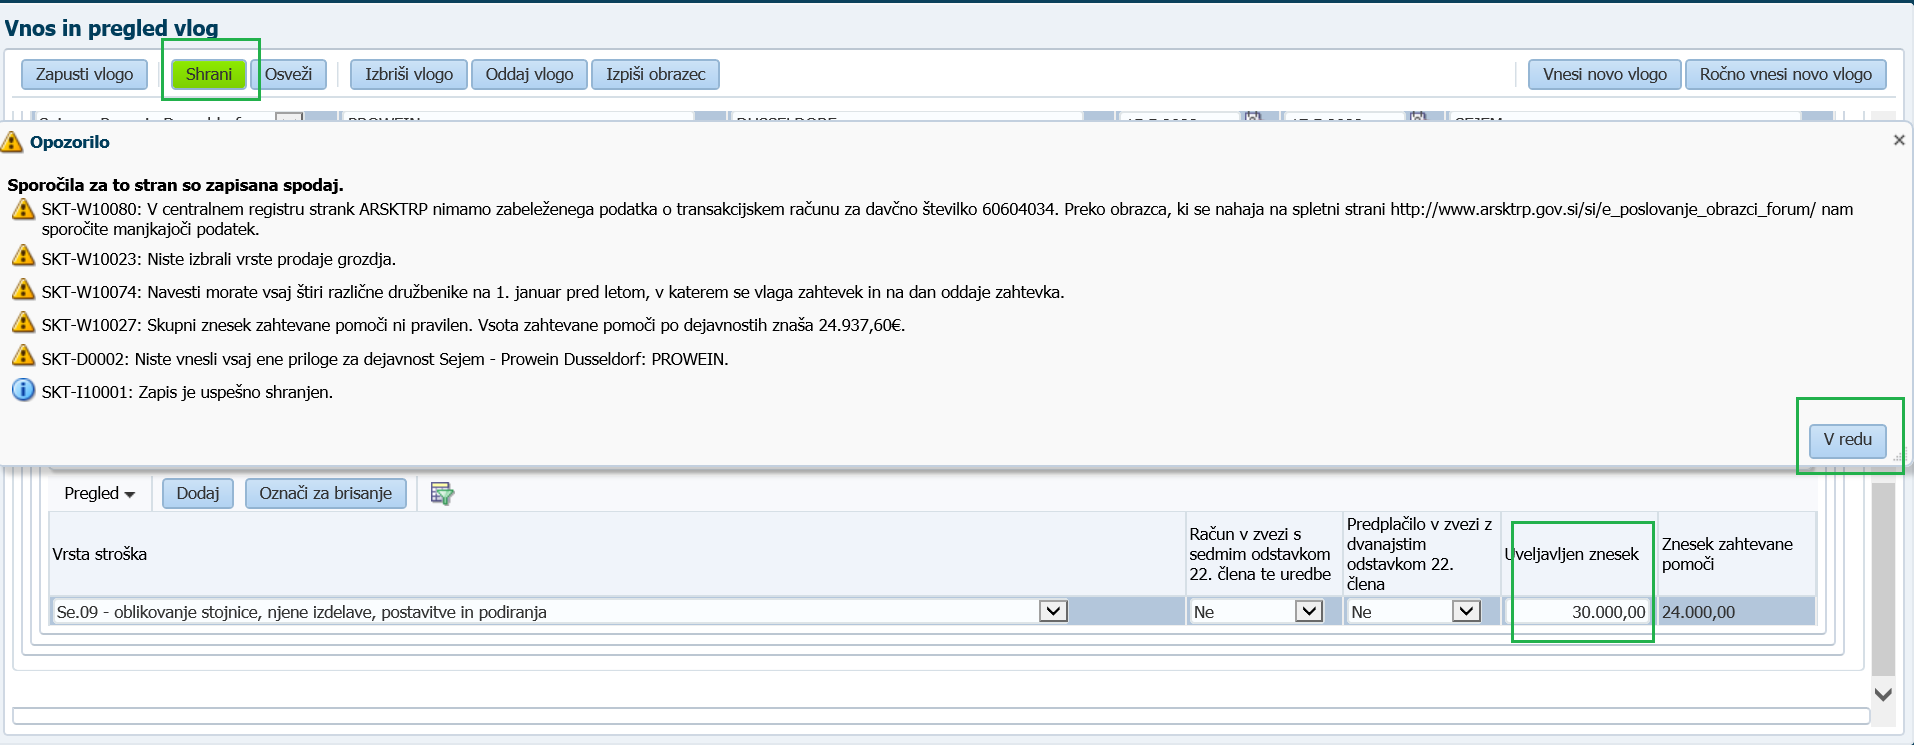 Vnos in pregled vlog
Zapusti vlogo
Shrani
Osveži
Izbriši vlogo
Oddaj vlogo
Izpiši obrazec
Vnesi novo vlogo
Ročno vnesi novo vlogo
PROWEIN
Opozorilo
Sporočila za to stran so zapisana spodaj.
SKT-W10080: V centralnem registru strank ARSKTRP nimamo zabeleženega podatka o transakcijskem računu za davčno številko 60604034. Preko obrazca, ki se nahaja na spletni strani http://www.arsktrp.gov.si/si/e_poslovanje_obrazci_forum/ nam
sporočite manjkajoči podatek.
SKT-W10023: Niste izbrali vrste prodaje grozdja.
SKT-W10074: Navesti morate vsaj štiri različne družbenike na 1. januar pred letom, v katerem se vlaga zahtevek in na dan oddaje zahtevka.
SKT-W10027: Skupni znesek zahtevane pomoči ni pravilen. Vsota zahtevane pomoči po dejavnostih znaša 24.937,60€.
SKT-D0002: Niste vnesli vsaj ene priloge za dejavnost Sejem - Prowein Dusseldorf: PROWEIN.
SKT-I10001: Zapis je uspešno shranjen.
V redu
Pregled
Dodaj
Označi za brisanje
Vrsta stroška
Račun v zvezi s
sedmim odstavkom
22. člena te uredbe
Predplačilo v zvezi z
dvanajstim
odstavkom 22.
člena
Uveljavljen znesek
Znesek zahtevane
pomoči
Se.09 - oblikovanje stojnice, njene izdelave, postavitve in podiranja
Ne
Ne
30.000,00
24.000,00